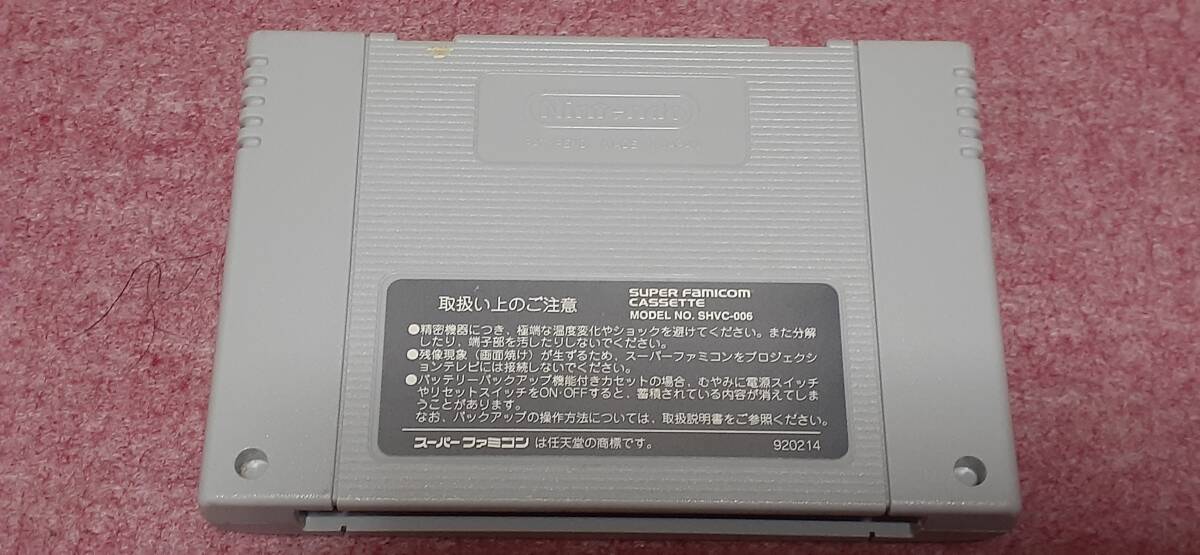 Nintendo
PAT. PEND. MADE IN JAPAN
取扱い上のご注意
SUPER FAMICOM
CASSETTE
MODEL NO. SHVC-006
●精密機器につき、極端な温度変化やショックを避けてください。また分解
したり、端子部を汚したりしないでください。
●残像現象（画面焼け）が生ずるため、スーパーファミコンをプロジェクシ
ョンテレビには接続しないでください。
●バッテリーバックアップ機能付きカセットの場合、むやみに電源スイッチ
やリセットスイッチをON・OFFすると、蓄積されている内容が消えてしま
うことがあります。
なお、バックアップの操作方法については、取扱説明書をご参照ください。
スーパーファミコン は任天堂の商標です。
920214